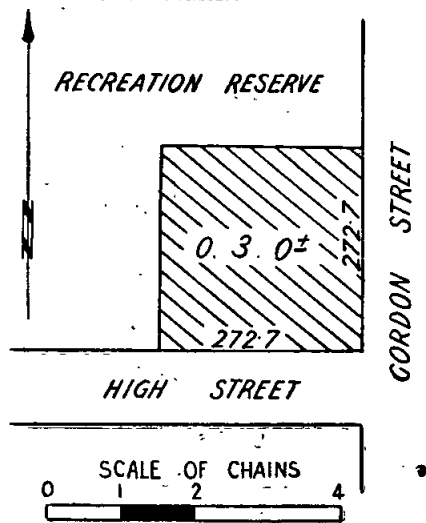 RECREATION RESERVE
N
0. 3. 0±
272·7
272·7
GORDON STREET
HIGH STREET
SCALE OF CHAINS
0 1 2 4